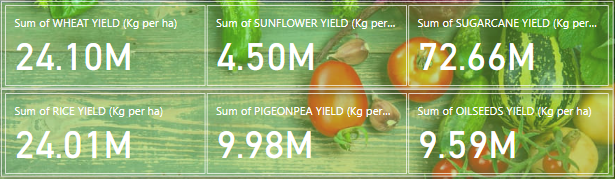 Sum of WHEAT YIELD (Kg per ha)
24.10M
Sum of SUNFLOWER YIELD (Kg per...
4.50M
Sum of SUGARCANE YIELD (Kg per ha)
72.66M
Sum of RICE YIELD (Kg per ha)
24.01M
Sum of PIGEONPEA YIELD (Kg per...
9.98M
Sum of OILSEEDS YIELD (Kg per ha)
9.59M